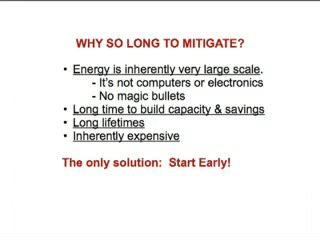 WHY SO LONG TO MITIGATE?
• Energy is inherently very large scale.
- It's not computers or electronics
- No magic bullets
• Long time to build capacity & savings
• Long lifetimes
• Inherently expensive
The only solution: Start Early!